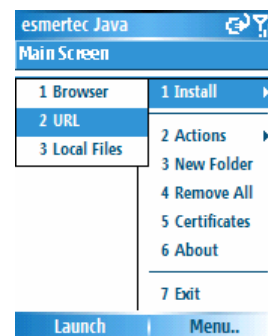 esmertec Java
Main Screen
1 Browser
2 URL
3 Local Files
1 Install
2 Actions
3 New Folder
4 Remove All
5 Certificates
6 About
7 Exit
Launch
Menu..